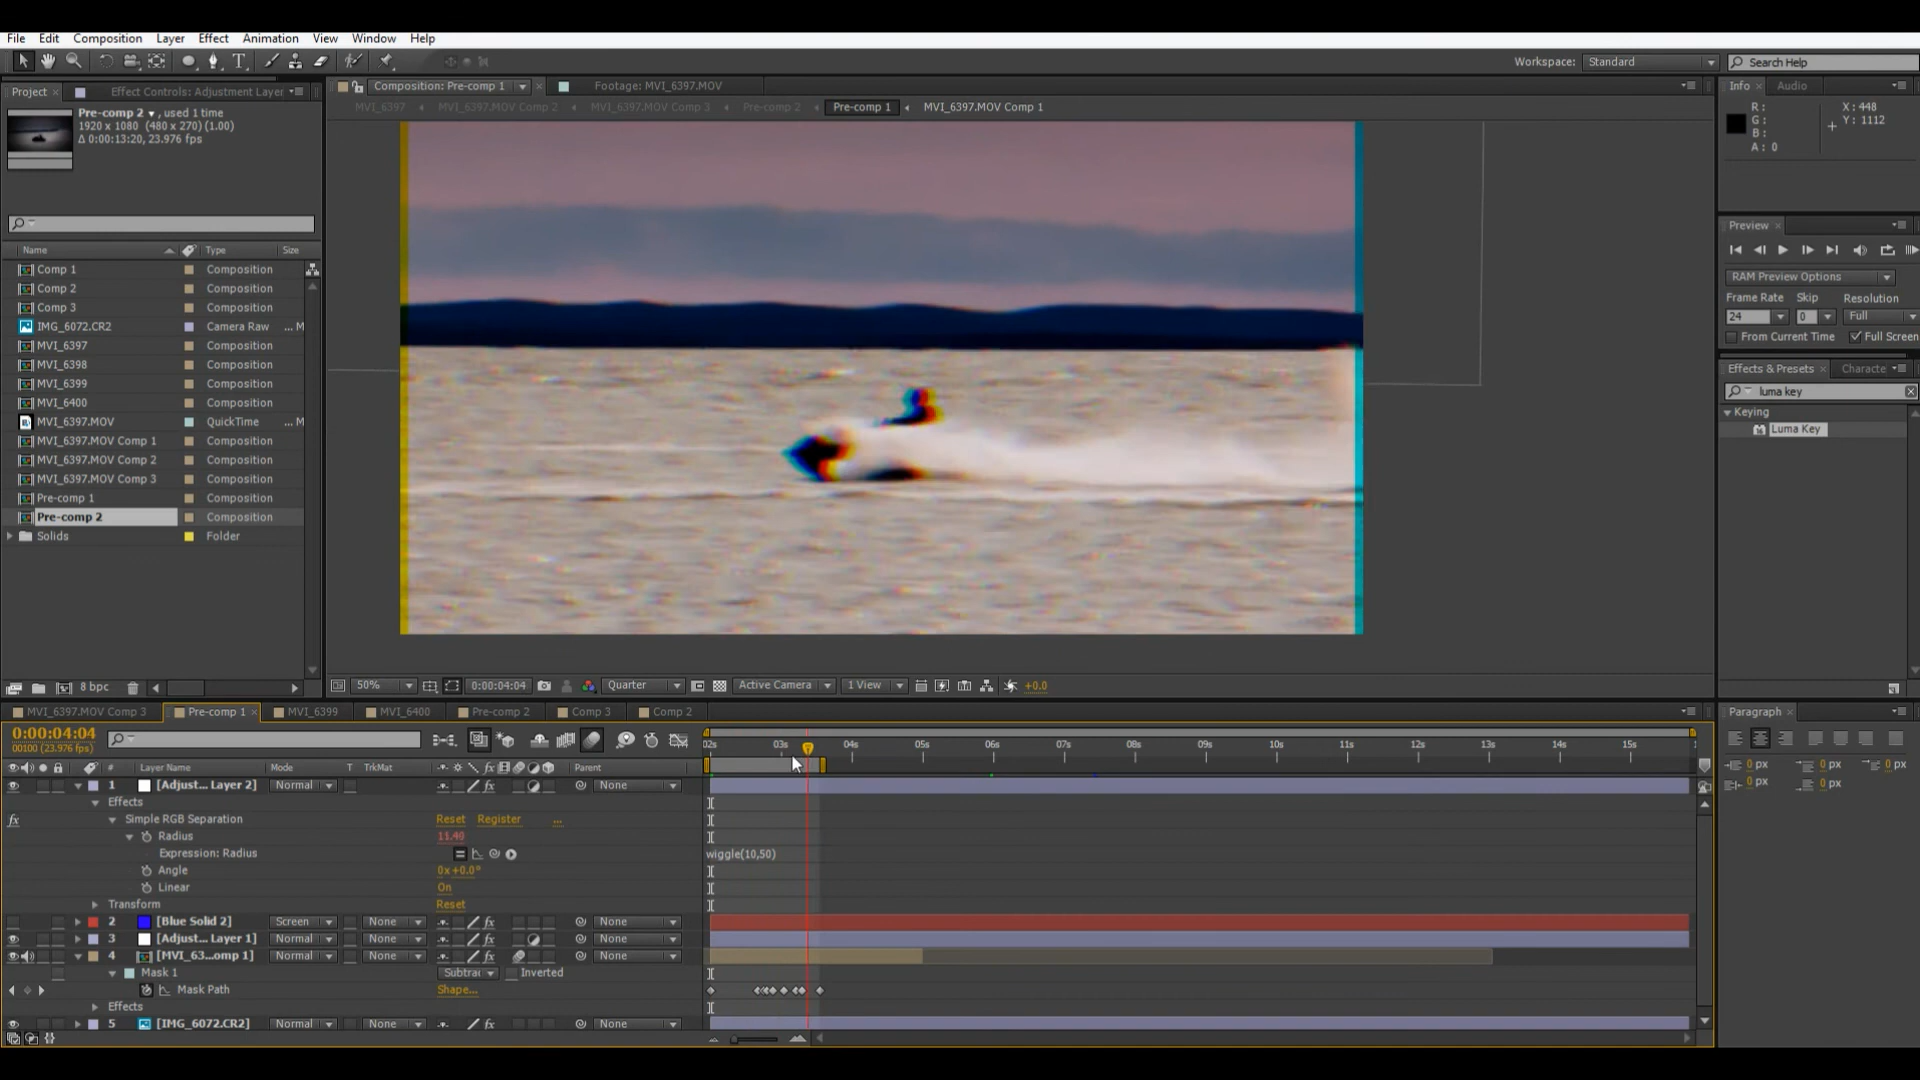 File Edit Composition Layer Effect Animation View Window Help
Workspace: Standard Search Help
Project Effect Controls: Adjustment Layer
Composition: Pre-comp 1 Footage: MVI_6397.MOV
MVI_6397 MVI_6397.MOV Comp 2 MVI_6397.MOV Comp 3 Pre-comp 2 Pre-comp 1 MVI_6397.MOV Comp 1
Pre-comp 2 , used 1 time
1920 x 1080 (480 x 270) (1.00)
Δ 0:00:13:20, 23.976 fps
Name Type Size
Comp 1 Composition
Comp 2 Composition
Comp 3 Composition
IMG_6072.CR2 Camera Raw ... M
MVI_6397 Composition
MVI_6398 Composition
MVI_6399 Composition
MVI_6400 Composition
MVI_6397.MOV QuickTime ... M
MVI_6397.MOV Comp 1 Composition
MVI_6397.MOV Comp 2 Composition
MVI_6397.MOV Comp 3 Composition
Pre-comp 1 Composition
Pre-comp 2 Composition
Solids Folder
8 bpc
50% 0:00:04:04 Quarter Active Camera 1 View +0.0
Info Audio
R : X : 448
G : Y : 1112
B :
A : 0
Preview
RAM Preview Options
Frame Rate Skip Resolution
24 0 Full
From Current Time Full Screen
Effects & Presets Characte
luma key
Keying
Luma Key
Paragraph
0 px 0 px 0 px
0 px 0 px
MVI_6397.MOV Comp 3 Pre-comp 1 MVI_6399 MVI_6400 Pre-comp 2 Comp 3 Comp 2
0:00:04:04
00100 (23.976 fps)
02s 03s 04s 05s 06s 07s 08s 09s 10s 11s 12s 13s 14s 15s
# Layer Name Mode T TrkMat fx Parent
1 [Adjust... Layer 2] Normal fx None
Effects
fx Simple RGB Separation Reset Register ...
Radius 11.40
Expression: Radius wiggle(10,50)
Angle 0x+0.0°
Linear On
Transform Reset
2 [Blue Solid 2] Screen None fx None
3 [Adjust... Layer 1] Normal None fx None
4 [MVI_63...omp 1] Normal None fx None
Mask 1 Subtrac Inverted
Mask Path Shape...
Effects
5 [IMG_6072.CR2] Normal None fx None